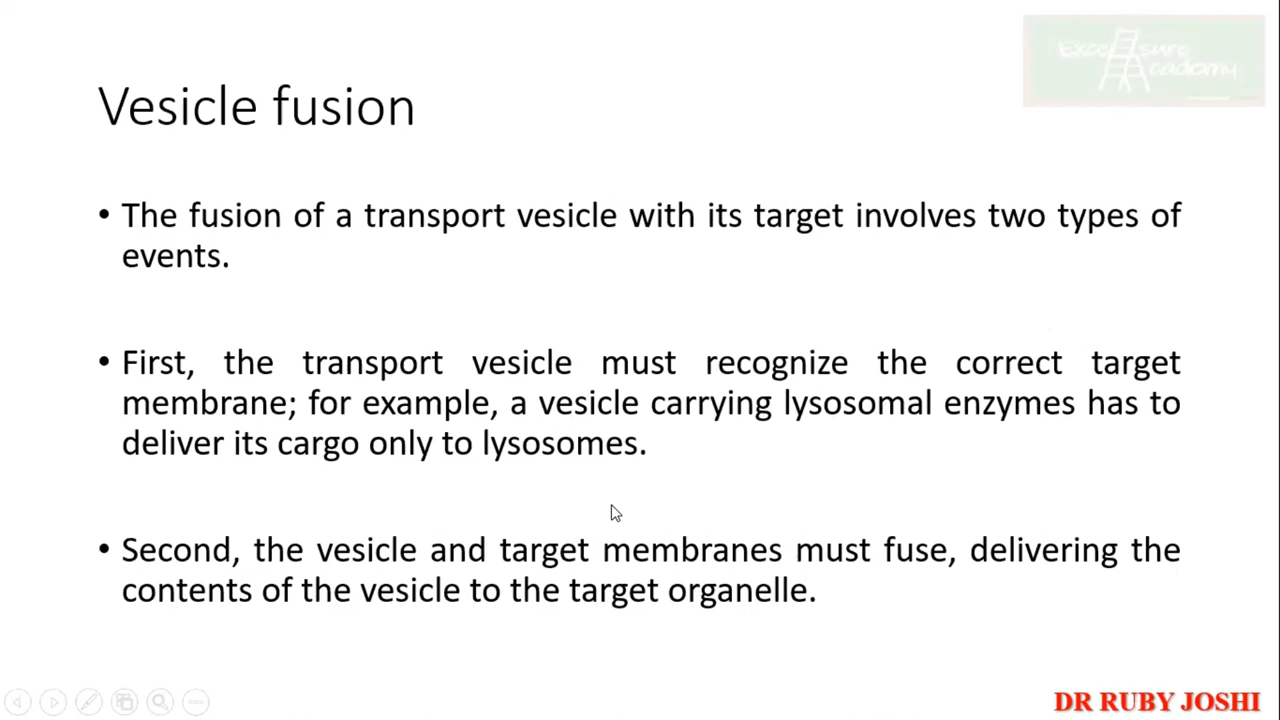 Vesicle fusion
• The fusion of a transport vesicle with its target involves two types of
events.
• First, the transport vesicle must recognize the correct target
membrane; for example, a vesicle carrying lysosomal enzymes has to
deliver its cargo only to lysosomes.
• Second, the vesicle and target membranes must fuse, delivering the
contents of the vesicle to the target organelle.
DR RUBY JOSHI